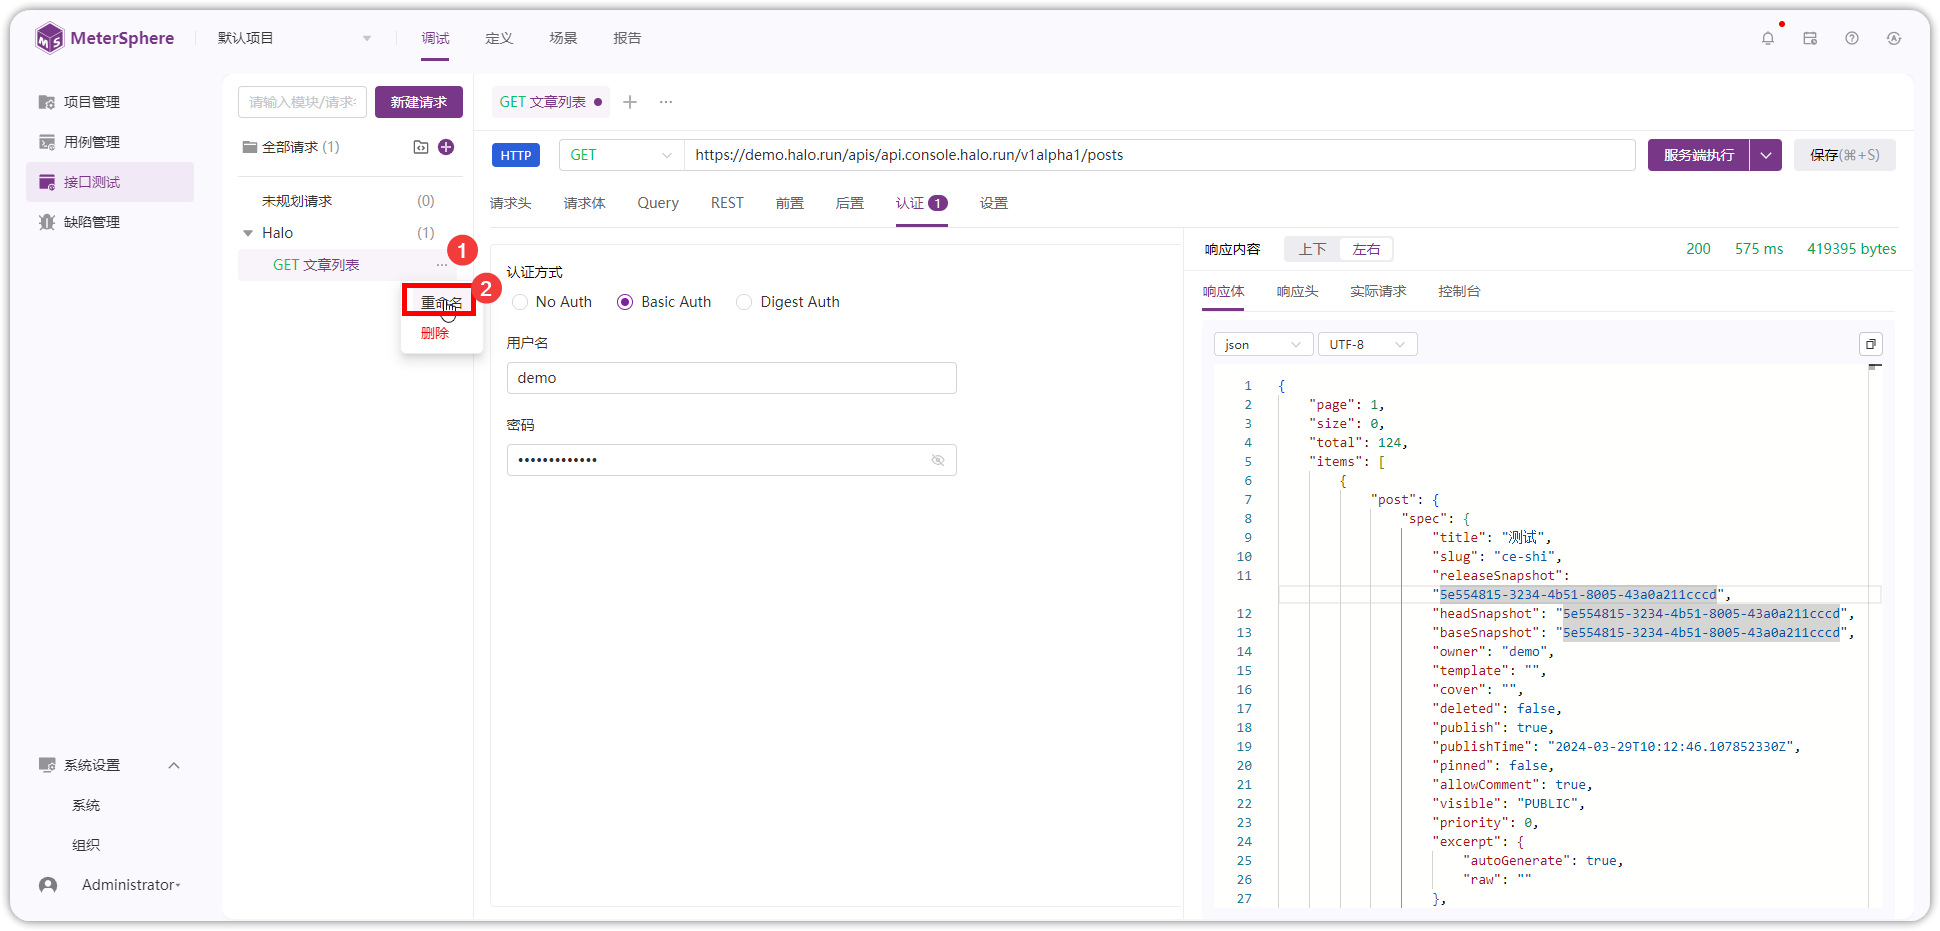 MeterSphere
默认项目
调试
定义
场景
报告
项目管理
用例管理
接口测试
缺陷管理
系统设置
系统
组织
Administrator
请输入模块/请求
新建请求
全部请求 (1)
未规划请求 (0)
Halo (1)
GET 文章列表 ...
1
2
重命名
删除
GET 文章列表
HTTP
GET
https://demo.halo.run/apis/api.console.halo.run/v1alpha1/posts
服务端执行
保存(⌘+S)
请求头
请求体
Query
REST
前置
后置
认证 1
设置
认证方式
No Auth
Basic Auth
Digest Auth
用户名
demo
密码
•••••••••••••
响应内容
上下
左右
200
575 ms
419395 bytes
响应体
响应头
实际请求
控制台
json
UTF-8
1 {
2 "page": 1,
3 "size": 0,
4 "total": 124,
5 "items": [
6 {
7 "post": {
8 "spec": {
9 "title": "测试",
10 "slug": "ce-shi",
11 "releaseSnapshot":
"5e554815-3234-4b51-8005-43a0a211cccd",
12 "headSnapshot": "5e554815-3234-4b51-8005-43a0a211cccd",
13 "baseSnapshot": "5e554815-3234-4b51-8005-43a0a211cccd",
14 "owner": "demo",
15 "template": "",
16 "cover": "",
17 "deleted": false,
18 "publish": true,
19 "publishTime": "2024-03-29T10:12:46.107852330Z",
20 "pinned": false,
21 "allowComment": true,
22 "visible": "PUBLIC",
23 "priority": 0,
24 "excerpt": {
25 "autoGenerate": true,
26 "raw": ""
27 },